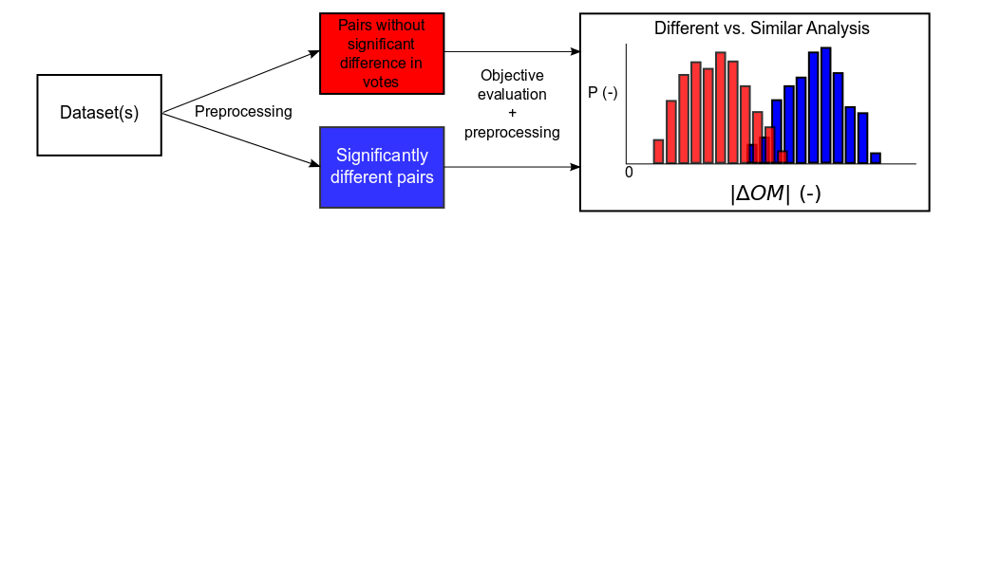 Dataset(s)
Preprocessing
Pairs without
significant
difference in
votes
Significantly
different pairs
Objective
evaluation
+
preprocessing
Different vs. Similar Analysis
P (-)
0
|ΔOM| (-)